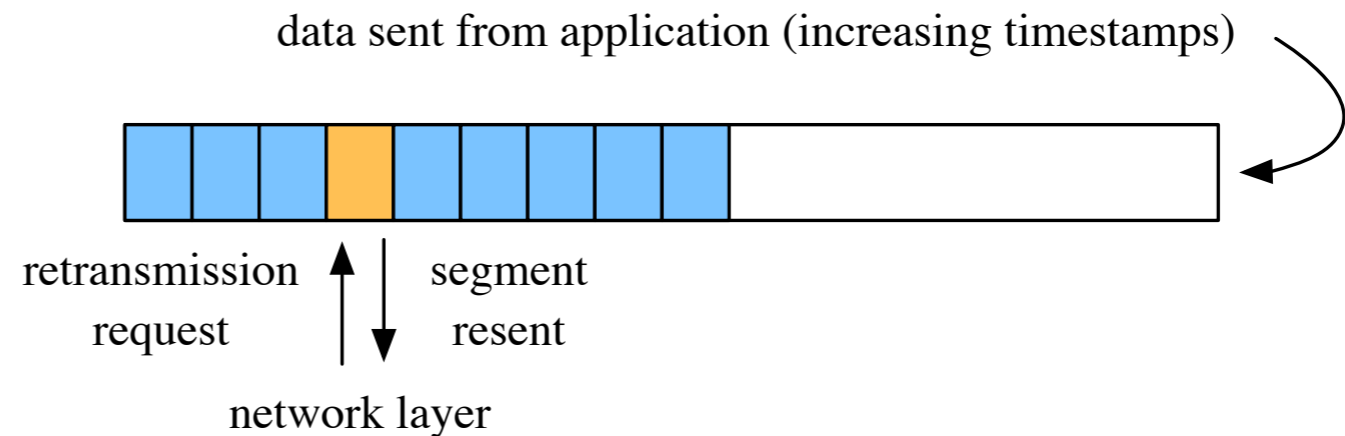 data sent from application (increasing timestamps)
retransmission
request
segment
resent
network layer